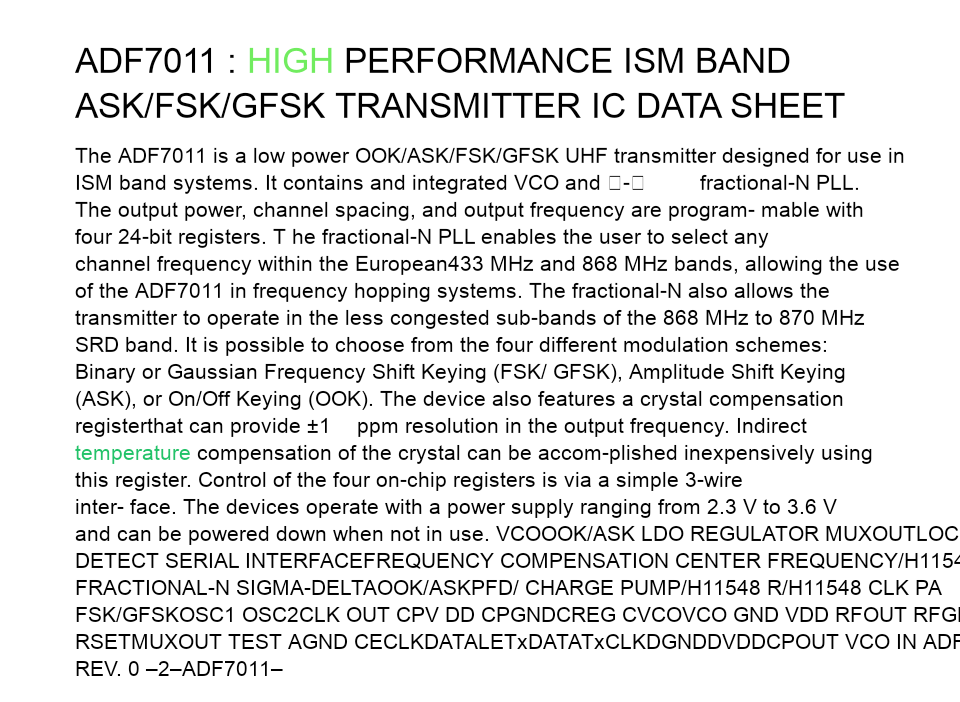 ADF7011 : HIGH PERFORMANCE ISM BAND
ASK/FSK/GFSK TRANSMITTER IC DATA SHEET
The ADF7011 is a low power OOK/ASK/FSK/GFSK UHF transmitter designed for use in
ISM band systems. It contains and integrated VCO and □-□ fractional-N PLL.
The output power, channel spacing, and output frequency are program- mable with
four 24-bit registers. T he fractional-N PLL enables the user to select any
channel frequency within the European433 MHz and 868 MHz bands, allowing the use
of the ADF7011 in frequency hopping systems. The fractional-N also allows the
transmitter to operate in the less congested sub-bands of the 868 MHz to 870 MHz
SRD band. It is possible to choose from the four different modulation schemes:
Binary or Gaussian Frequency Shift Keying (FSK/ GFSK), Amplitude Shift Keying
(ASK), or On/Off Keying (OOK). The device also features a crystal compensation
registerthat can provide ±1 ppm resolution in the output frequency. Indirect
temperature compensation of the crystal can be accom-plished inexpensively using
this register. Control of the four on-chip registers is via a simple 3-wire
inter- face. The devices operate with a power supply ranging from 2.3 V to 3.6 V
and can be powered down when not in use. VCOOOK/ASK LDO REGULATOR MUXOUTLOC
DETECT SERIAL INTERFACEFREQUENCY COMPENSATION CENTER FREQUENCY/H1154
FRACTIONAL-N SIGMA-DELTAOOK/ASKPFD/ CHARGE PUMP/H11548 R/H11548 CLK PA
FSK/GFSKOSC1 OSC2CLK OUT CPV DD CPGNDCREG CVCOVCO GND VDD RFOUT RFG
RSETMUXOUT TEST AGND CECLKDATALETxDATATxCLKDGNDDVDDCPOUT VCO IN ADF
REV. 0 –2–ADF7011–